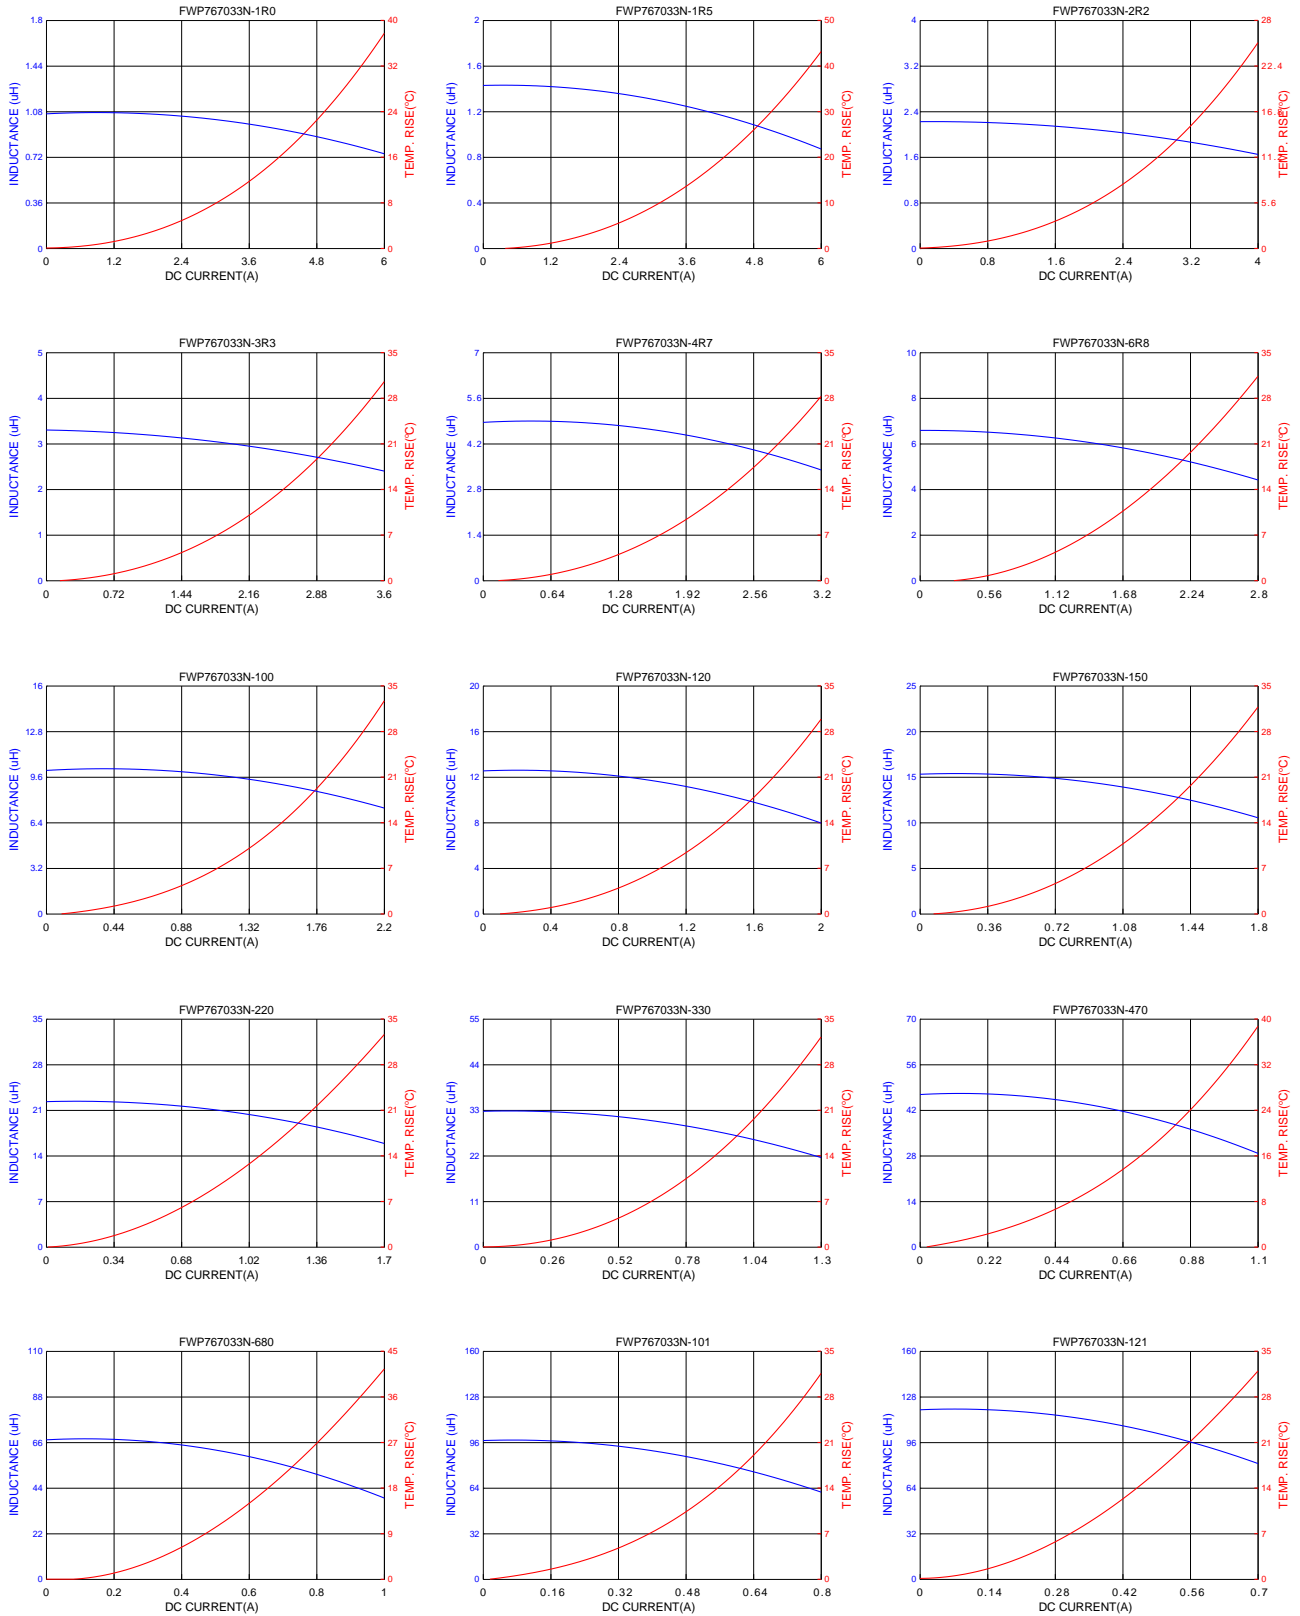 FWP767033N-1R0
1.8 1.44 1.08 0.72 0.36 0
INDUCTANCE (uH)
40 32 24 16 8 0
TEMP. RISE(ºC)
0 1.2 2.4 3.6 4.8 6
DC CURRENT(A)
FWP767033N-1R5
2 1.6 1.2 0.8 0.4 0
INDUCTANCE (uH)
50 40 30 20 10 0
TEMP. RISE(ºC)
0 1.2 2.4 3.6 4.8 6
DC CURRENT(A)
FWP767033N-2R2
4 3.2 2.4 1.6 0.8 0
INDUCTANCE (uH)
28 22.4 16.8 11.2 5.6 0
TEMP. RISE(ºC)
0 0.8 1.6 2.4 3.2 4
DC CURRENT(A)
FWP767033N-3R3
5 4 3 2 1 0
INDUCTANCE (uH)
35 28 21 14 7 0
TEMP. RISE(ºC)
0 0.72 1.44 2.16 2.88 3.6
DC CURRENT(A)
FWP767033N-4R7
7 5.6 4.2 2.8 1.4 0
INDUCTANCE (uH)
35 28 21 14 7 0
TEMP. RISE(ºC)
0 0.64 1.28 1.92 2.56 3.2
DC CURRENT(A)
FWP767033N-6R8
10 8 6 4 2 0
INDUCTANCE (uH)
35 28 21 14 7 0
TEMP. RISE(ºC)
0 0.56 1.12 1.68 2.24 2.8
DC CURRENT(A)
FWP767033N-100
16 12.8 9.6 6.4 3.2 0
INDUCTANCE (uH)
35 28 21 14 7 0
TEMP. RISE(ºC)
0 0.44 0.88 1.32 1.76 2.2
DC CURRENT(A)
FWP767033N-120
20 16 12 8 4 0
INDUCTANCE (uH)
35 28 21 14 7 0
TEMP. RISE(ºC)
0 0.4 0.8 1.2 1.6 2
DC CURRENT(A)
FWP767033N-150
25 20 15 10 5 0
INDUCTANCE (uH)
35 28 21 14 7 0
TEMP. RISE(ºC)
0 0.36 0.72 1.08 1.44 1.8
DC CURRENT(A)
FWP767033N-220
35 28 21 14 7 0
INDUCTANCE (uH)
35 28 21 14 7 0
TEMP. RISE(ºC)
0 0.34 0.68 1.02 1.36 1.7
DC CURRENT(A)
FWP767033N-330
55 44 33 22 11 0
INDUCTANCE (uH)
35 28 21 14 7 0
TEMP. RISE(ºC)
0 0.26 0.52 0.78 1.04 1.3
DC CURRENT(A)
FWP767033N-470
70 56 42 28 14 0
INDUCTANCE (uH)
40 32 24 16 8 0
TEMP. RISE(ºC)
0 0.22 0.44 0.66 0.88 1.1
DC CURRENT(A)
FWP767033N-680
110 88 66 44 22 0
INDUCTANCE (uH)
45 36 27 18 9 0
TEMP. RISE(ºC)
0 0.2 0.4 0.6 0.8 1
DC CURRENT(A)
FWP767033N-101
160 128 96 64 32 0
INDUCTANCE (uH)
35 28 21 14 7 0
TEMP. RISE(ºC)
0 0.16 0.32 0.48 0.64 0.8
DC CURRENT(A)
FWP767033N-121
160 128 96 64 32 0
INDUCTANCE (uH)
35 28 21 14 7 0
TEMP. RISE(ºC)
0 0.14 0.28 0.42 0.56 0.7
DC CURRENT(A)